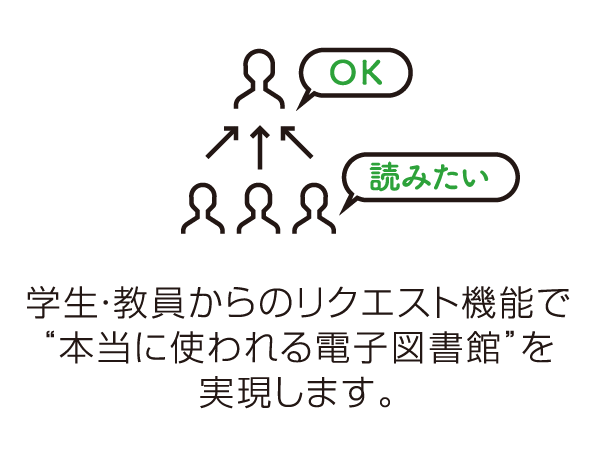 OK
読みたい
学生・教員からのリクエスト機能で
“本当に使われる電子図書館”を
実現します。